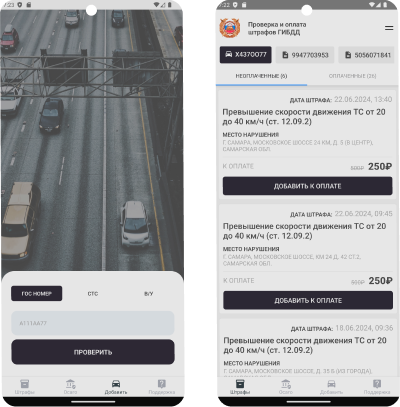 ГОС НОМЕР СТС В/У
А111АА77
ПРОВЕРИТЬ
Штрафы Осаго Добавить Поддержка
Проверка и оплата
штрафов ГИБДД
Х437ОО77 9947703953 5056071841
НЕОПЛАЧЕННЫЕ (6) ОПЛАЧЕННЫЕ (36)
ДАТА ШТРАФА: 22.06.2024, 13:40
Превышение скорости движения ТС от 20
до 40 км/ч (ст. 12.09.2)
МЕСТО НАРУШЕНИЯ
Г. САМАРА, МОСКОВСКОЕ ШОССЕ 24 КМ, Д. 5 (В ЦЕНТР),
САМАРСКАЯ ОБЛ.
К ОПЛАТЕ 500₽ 250₽
ДОБАВИТЬ К ОПЛАТЕ
ДАТА ШТРАФА: 22.06.2024, 09:45
Превышение скорости движения ТС от 20
до 40 км/ч (ст. 12.09.2)
МЕСТО НАРУШЕНИЯ
Г. САМАРА, МОСКОВСКОЕ ШОССЕ, КМ 24 Д. 42 СТ.2,
САМАРСКАЯ ОБЛ.
К ОПЛАТЕ 500₽ 250₽
ДОБАВИТЬ К ОПЛАТЕ
ДАТА ШТРАФА: 18.06.2024, 09:36
Превышение скорости движения ТС от 20
до 40 км/ч (ст. 12.09.2)
МЕСТО НАРУШЕНИЯ
Г. САМАРА, МОСКОВСКОЕ ШОССЕ, Д. 55 Б (ИЗ ГОРОДА),
Штрафы Осаго Добавить Поддержка